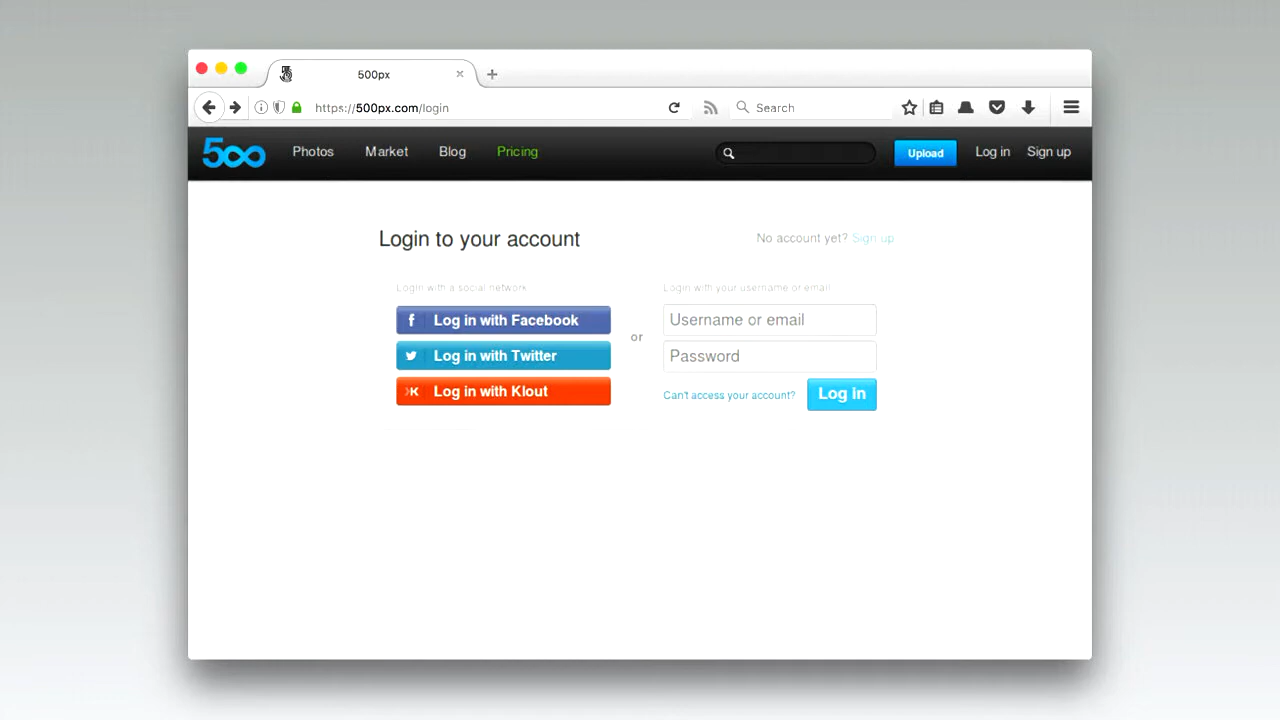 500px
https://500px.com/login
Search
500 Photos Market Blog Pricing Upload Log in Sign up
Login to your account
No account yet? Sign up
Login with a social network
Login with your username or email
Log in with Facebook
Log in with Twitter
Log in with Klout
or
Username or email
Password
Can't access your account? Log in